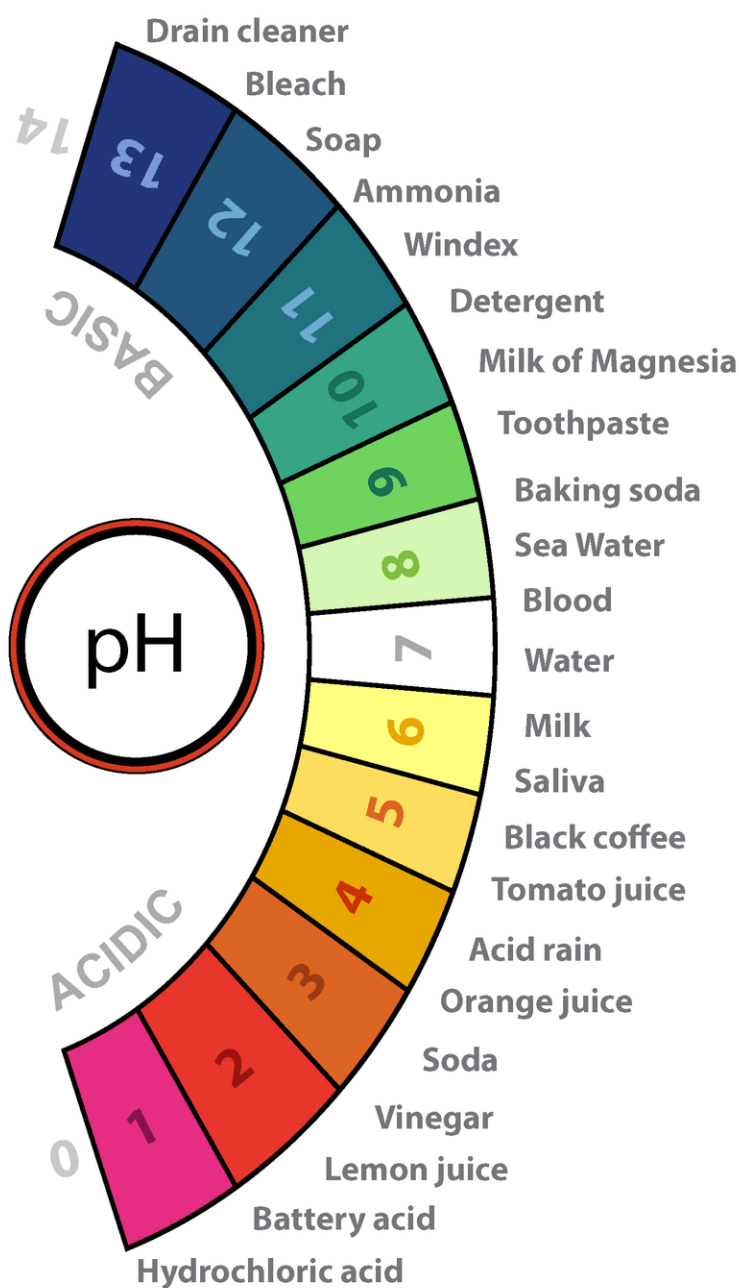 Drain cleaner
Bleach
14
13
Soap
12
Ammonia
Windex
11
BASIC
Detergent
Milk of Magnesia
10
Toothpaste
9
Baking soda
Sea Water
8
Blood
pH
7
Water
6
Milk
Saliva
5
Black coffee
4
Tomato juice
ACIDIC
Acid rain
3
Orange juice
Soda
2
Vinegar
1
0
Lemon juice
Battery acid
Hydrochloric acid